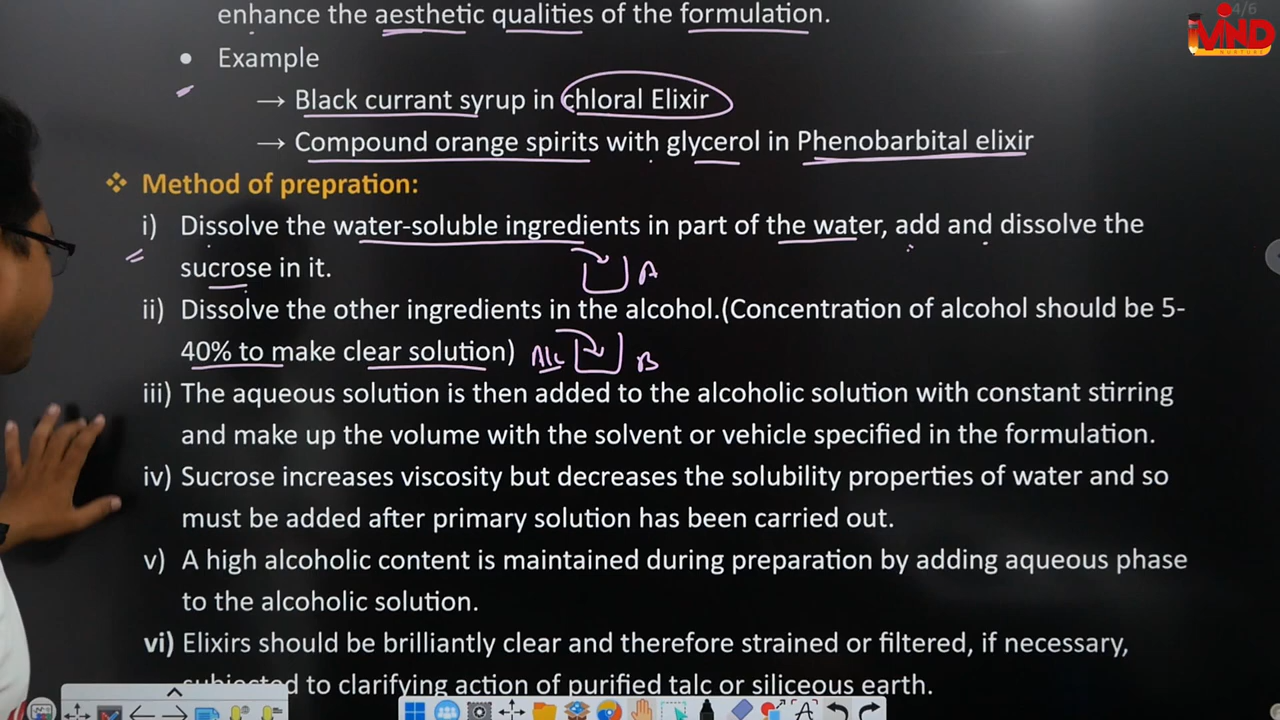 4/6
MIND
NURTURE
enhance the aesthetic qualities of the formulation.
• Example
→ Black currant syrup in chloral Elixir
→ Compound orange spirits with glycerol in Phenobarbital elixir
❖ Method of prepration:
i) Dissolve the water-soluble ingredients in part of the water, add and dissolve the
sucrose in it.
A
ii) Dissolve the other ingredients in the alcohol.(Concentration of alcohol should be 5-
40% to make clear solution)
Alc B
iii) The aqueous solution is then added to the alcoholic solution with constant stirring
and make up the volume with the solvent or vehicle specified in the formulation.
iv) Sucrose increases viscosity but decreases the solubility properties of water and so
must be added after primary solution has been carried out.
v) A high alcoholic content is maintained during preparation by adding aqueous phase
to the alcoholic solution.
vi) Elixirs should be brilliantly clear and therefore strained or filtered, if necessary,
subjected to clarifying action of purified talc or siliceous earth.